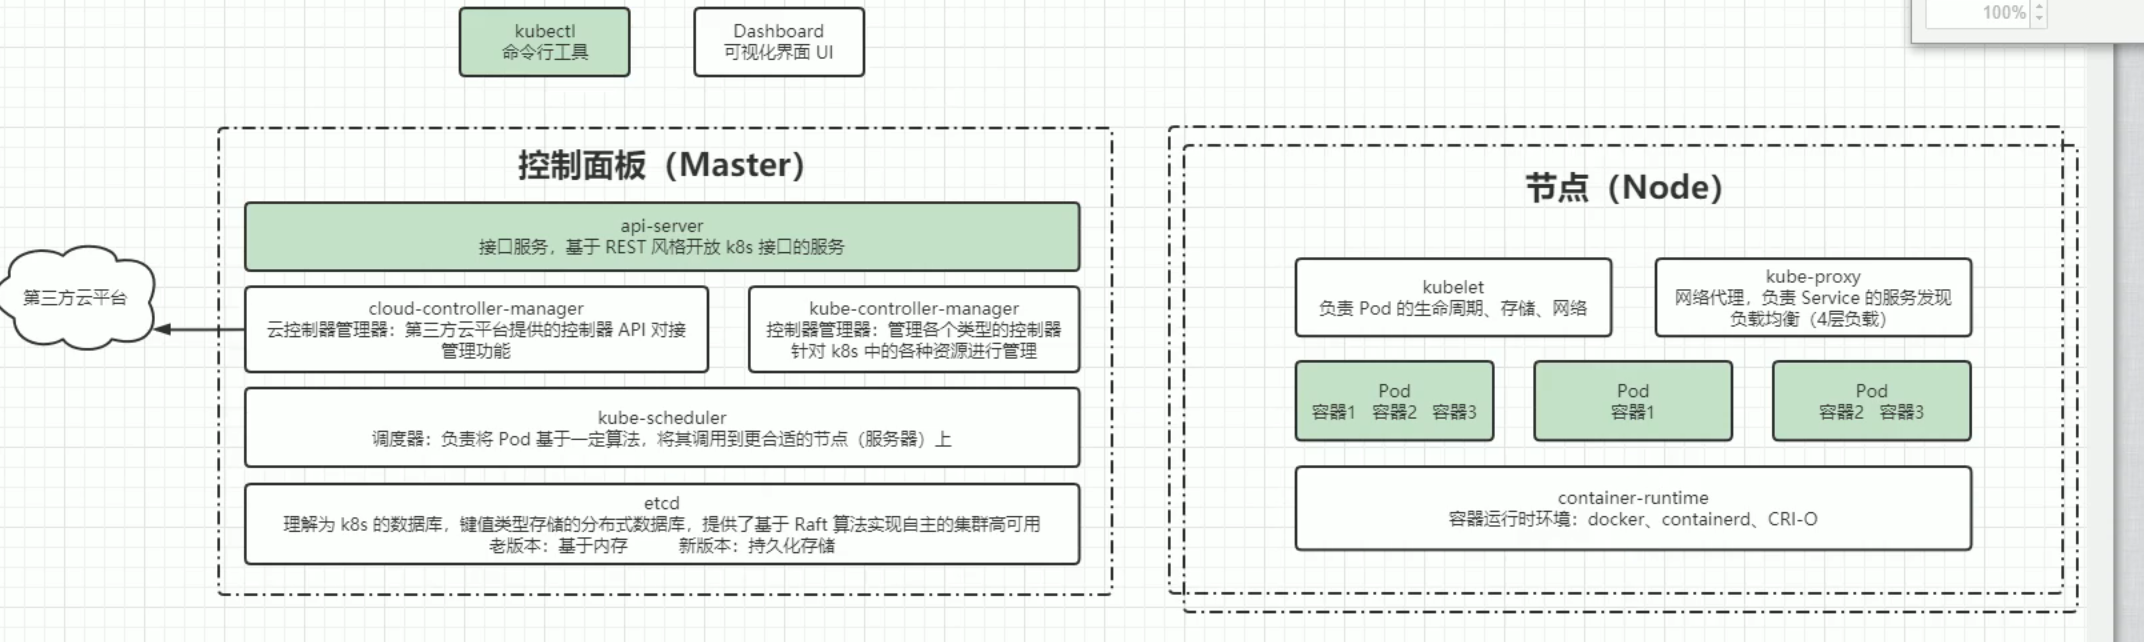 100%
kubectl
命令行工具
Dashboard
可视化界面 UI
控制面板（Master）
api-server
接口服务，基于 REST 风格开放 k8s 接口的服务
第三方云平台
cloud-controller-manager
云控制器管理器：第三方云平台提供的控制器 API 对接
管理功能
kube-controller-manager
控制器管理器：管理各个类型的控制器
针对 k8s 中的各种资源进行管理
kube-scheduler
调度器：负责将 Pod 基于一定算法，将其调用到更合适的节点（服务器）上
etcd
理解为 k8s 的数据库，键值类型存储的分布式数据库，提供了基于 Raft 算法实现自主的集群高可用
老版本：基于内存 新版本：持久化存储
节点（Node）
kubelet
负责 Pod 的生命周期、存储、网络
kube-proxy
网络代理，负责 Service 的服务发现
负载均衡（4层负载）
Pod
容器1 容器2 容器3
Pod
容器1
Pod
容器2 容器3
container-runtime
容器运行时环境：docker、containerd、CRI-O